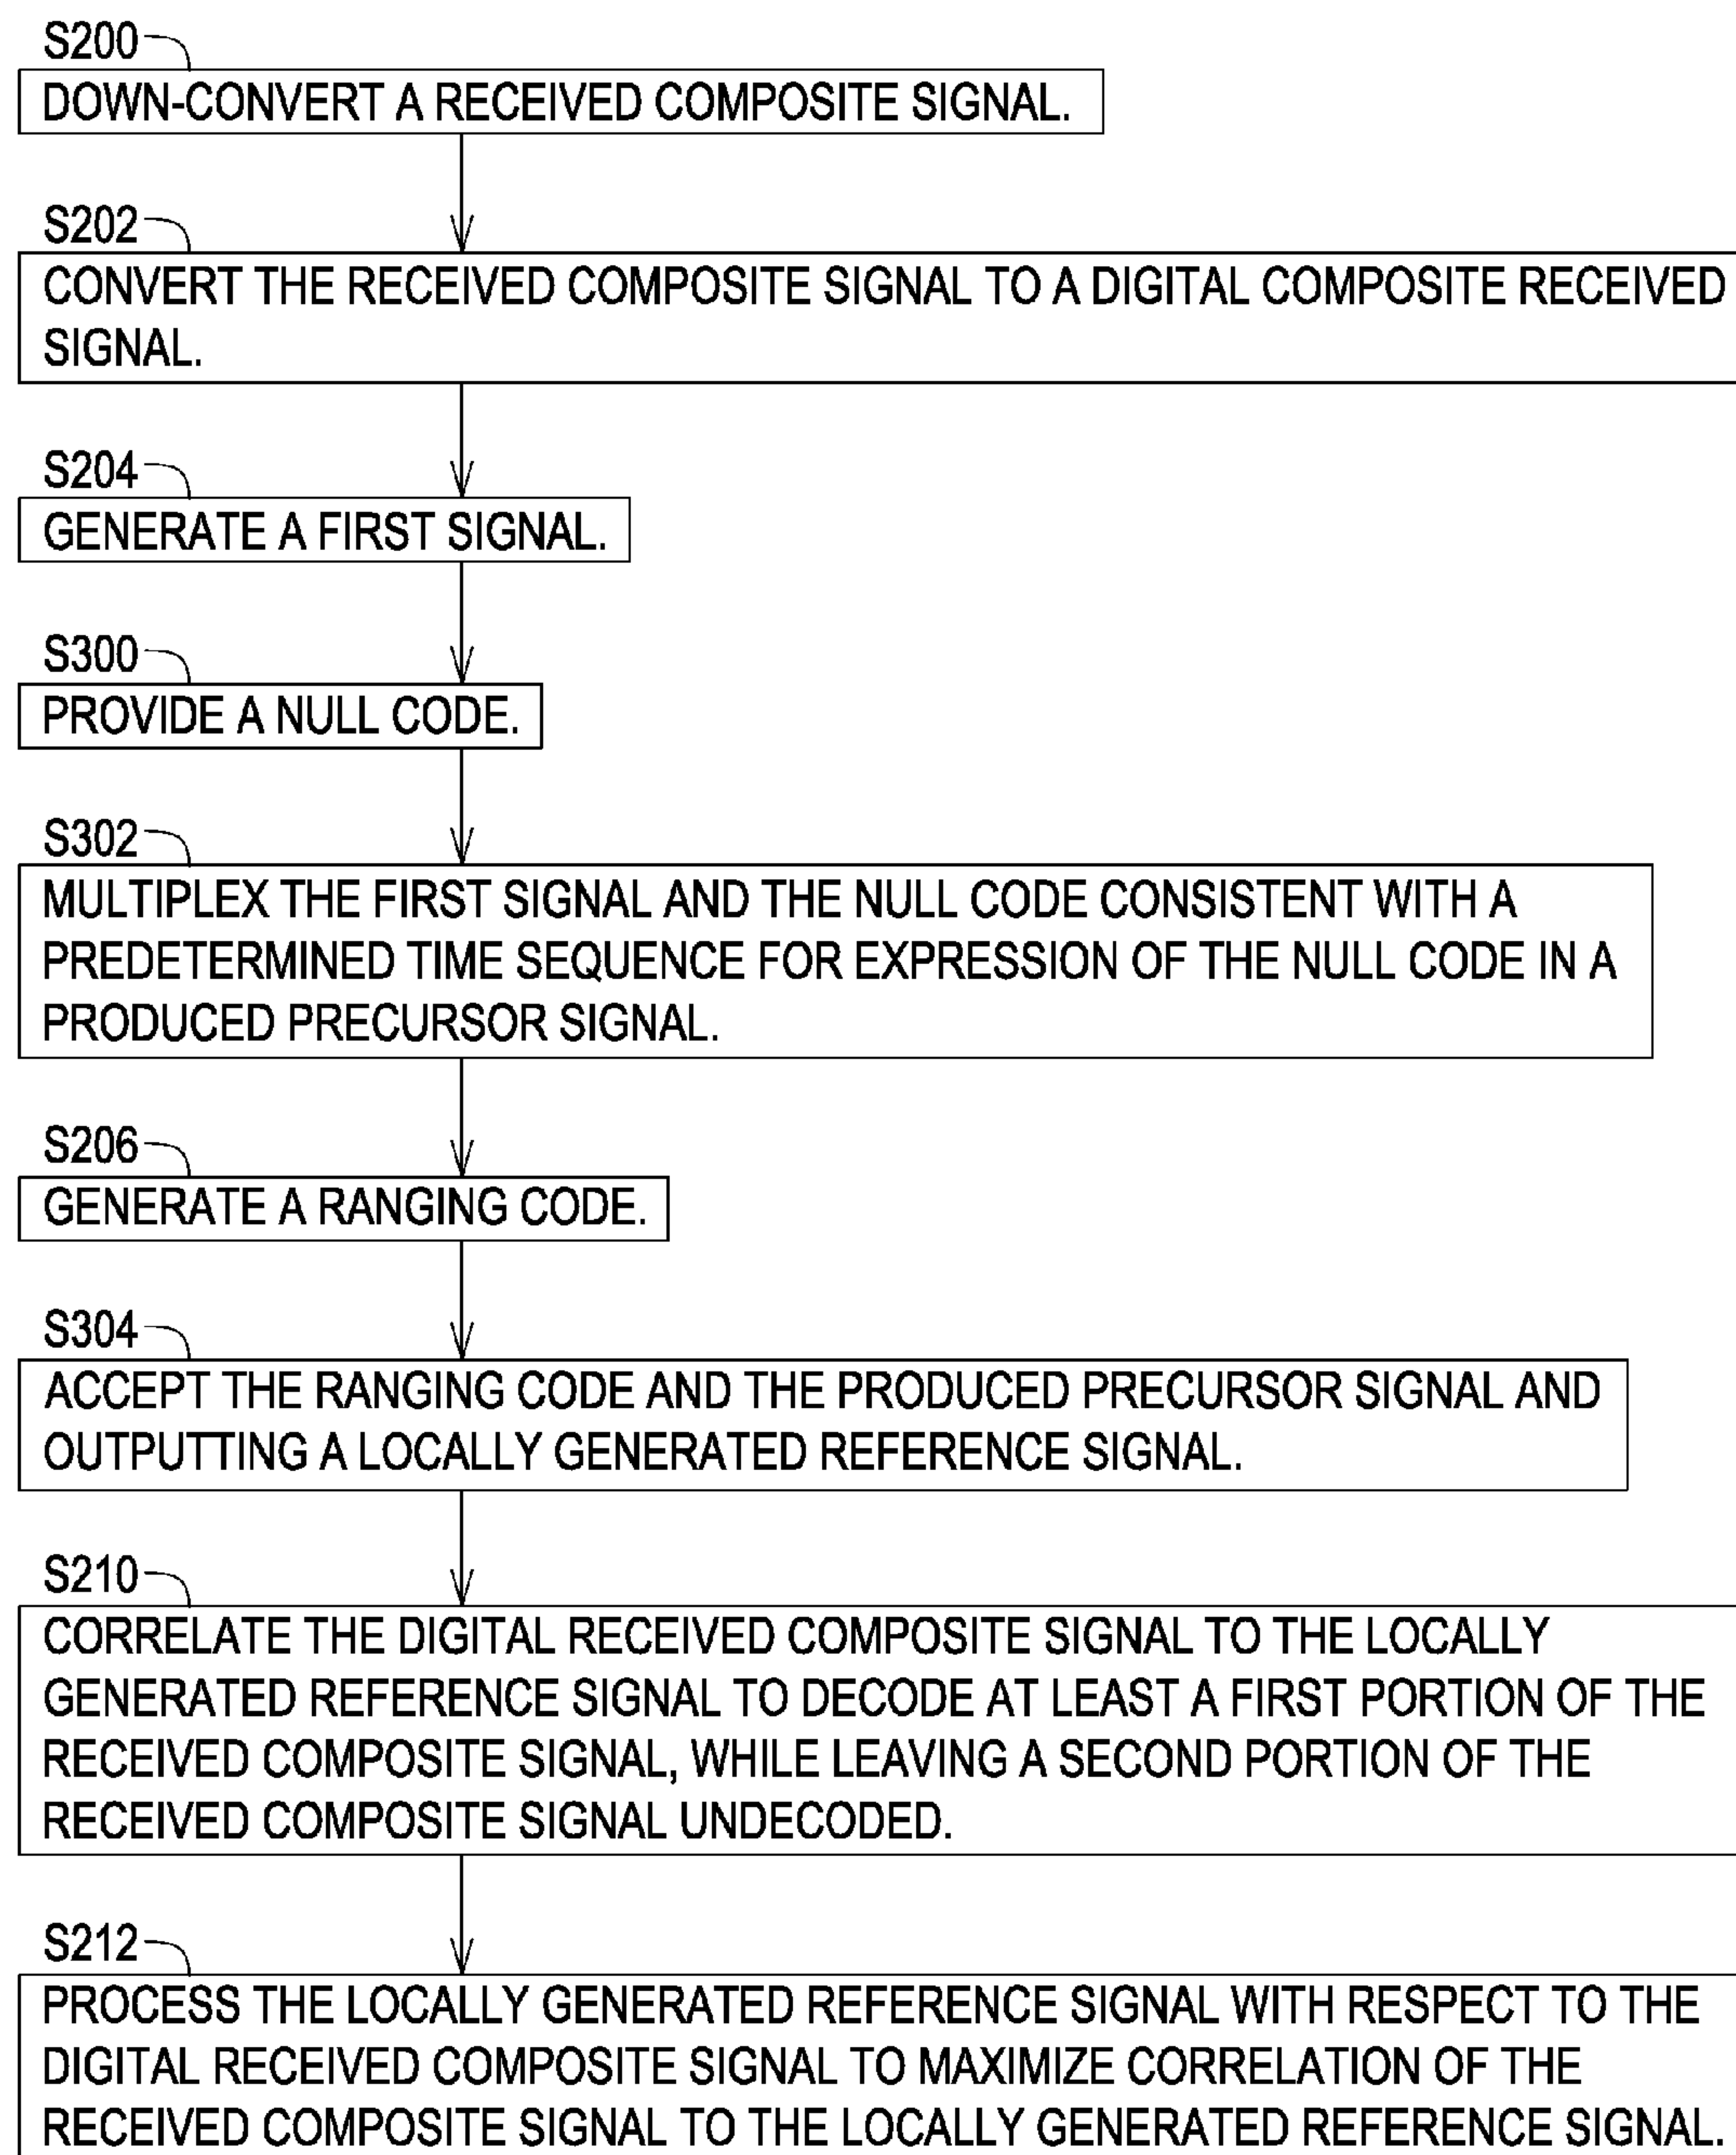 S200
DOWN-CONVERT A RECEIVED COMPOSITE SIGNAL.
S202
CONVERT THE RECEIVED COMPOSITE SIGNAL TO A DIGITAL COMPOSITE RECEIVED
SIGNAL.
S204
GENERATE A FIRST SIGNAL.
S300
PROVIDE A NULL CODE.
S302
MULTIPLEX THE FIRST SIGNAL AND THE NULL CODE CONSISTENT WITH A
PREDETERMINED TIME SEQUENCE FOR EXPRESSION OF THE NULL CODE IN A
PRODUCED PRECURSOR SIGNAL.
S206
GENERATE A RANGING CODE.
S304
ACCEPT THE RANGING CODE AND THE PRODUCED PRECURSOR SIGNAL AND
OUTPUTTING A LOCALLY GENERATED REFERENCE SIGNAL.
S210
CORRELATE THE DIGITAL RECEIVED COMPOSITE SIGNAL TO THE LOCALLY
GENERATED REFERENCE SIGNAL TO DECODE AT LEAST A FIRST PORTION OF THE
RECEIVED COMPOSITE SIGNAL, WHILE LEAVING A SECOND PORTION OF THE
RECEIVED COMPOSITE SIGNAL UNDECODED.
S212
PROCESS THE LOCALLY GENERATED REFERENCE SIGNAL WITH RESPECT TO THE
DIGITAL RECEIVED COMPOSITE SIGNAL TO MAXIMIZE CORRELATION OF THE
RECEIVED COMPOSITE SIGNAL TO THE LOCALLY GENERATED REFERENCE SIGNAL.